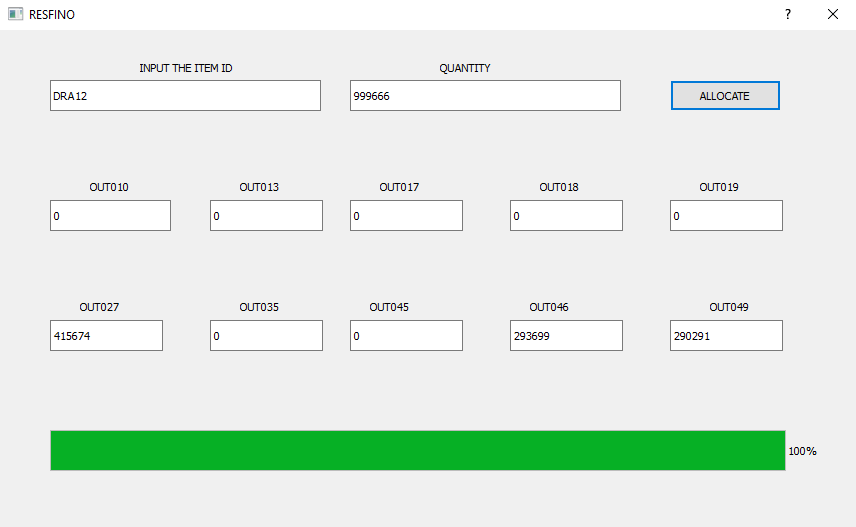 RESFINO
?
INPUT THE ITEM ID QUANTITY
DRA12 999666 ALLOCATE
OUT010 OUT013 OUT017 OUT018 OUT019
0 0 0 0 0
OUT027 OUT035 OUT045 OUT046 OUT049
415674 0 0 293699 290291
100%